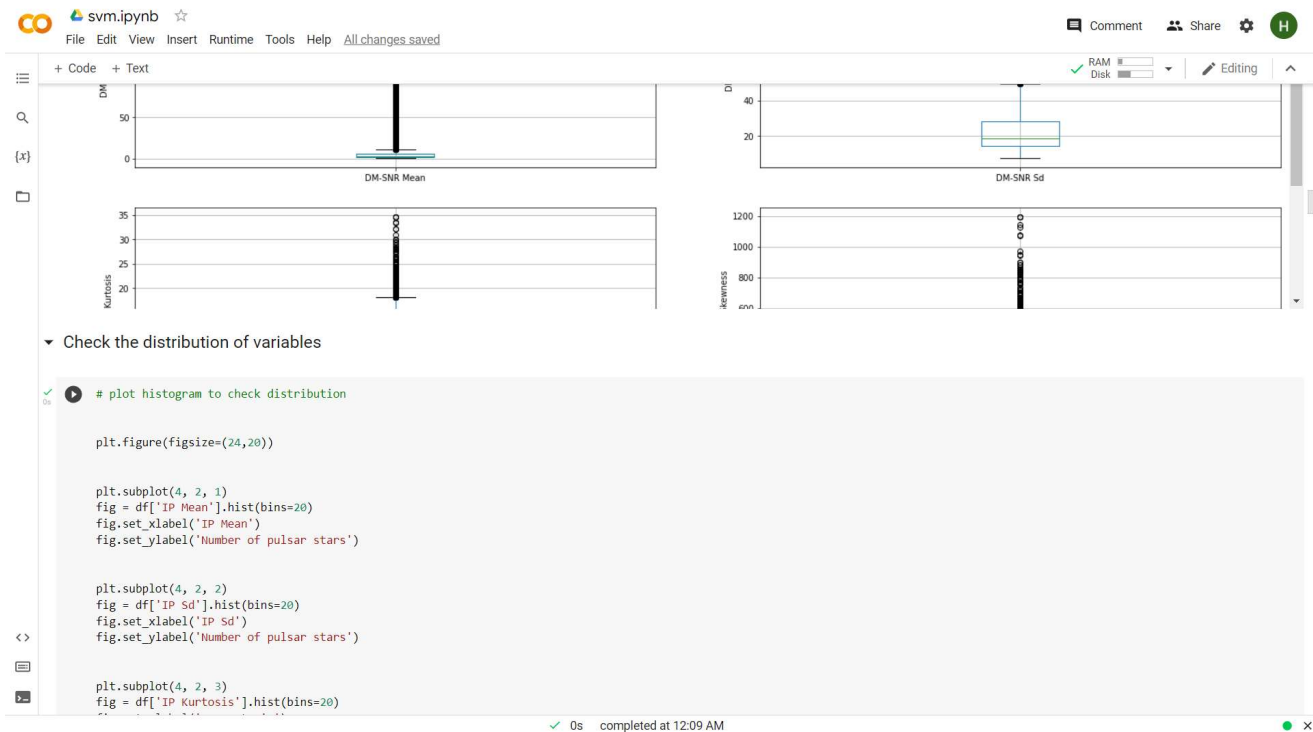 svm.ipynb
Comment
Share
H
File Edit View Insert Runtime Tools Help All changes saved
+ Code + Text
RAM
Disk
Editing
{x}
DM
50
0
DM-SNR Mean
40
20
DM-SNR Sd
35
30
25
20
Kurtosis
1200
1000
800
600
Check the distribution of variables
0s
# plot histogram to check distribution
plt.figure(figsize=(24,20))
plt.subplot(4, 2, 1)
fig = df['IP Mean'].hist(bins=20)
fig.set_xlabel('IP Mean')
fig.set_ylabel('Number of pulsar stars')
plt.subplot(4, 2, 2)
fig = df['IP Sd'].hist(bins=20)
fig.set_xlabel('IP Sd')
fig.set_ylabel('Number of pulsar stars')
plt.subplot(4, 2, 3)
fig = df['IP Kurtosis'].hist(bins=20)
0s completed at 12:09 AM